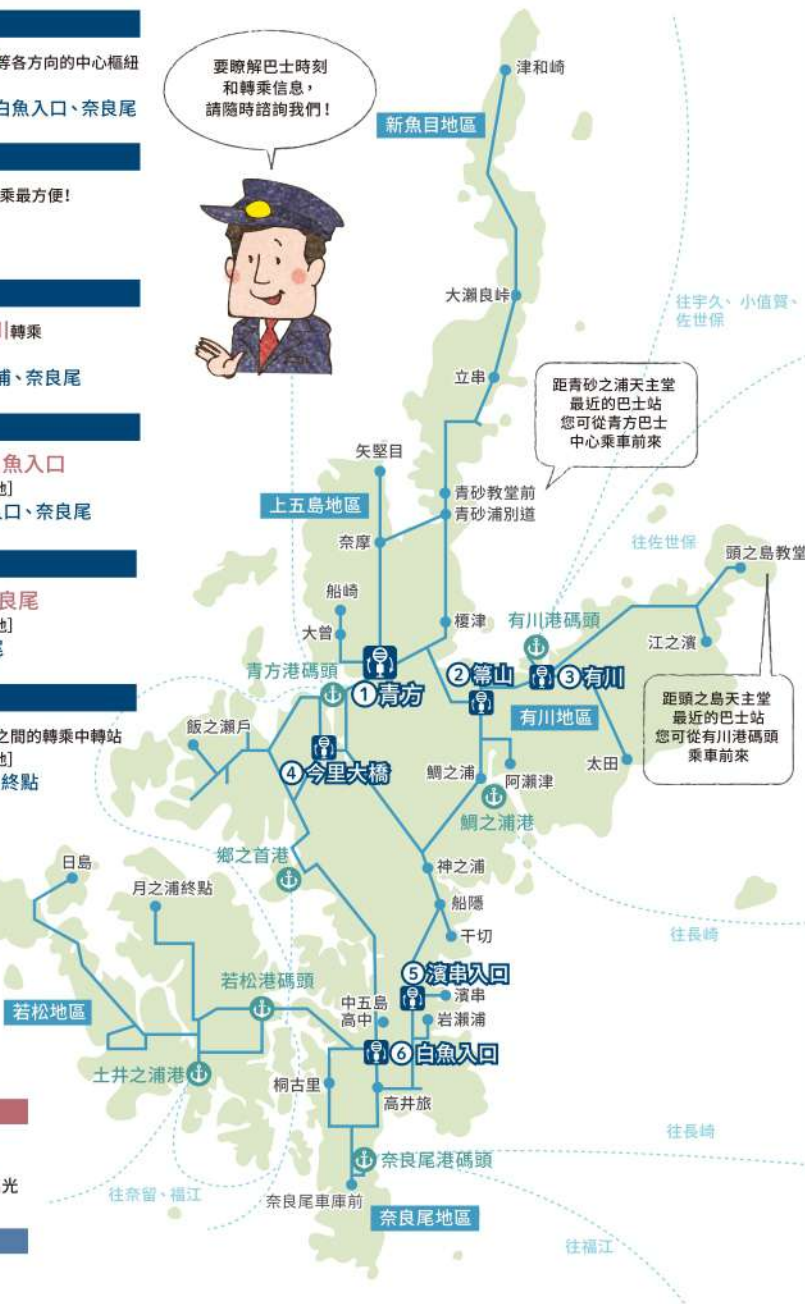 等各方向的中心樞紐
白魚入口、奈良尾
乘最方便！
川轉乘
浦、奈良尾
魚入口
地]
入口、奈良尾
良尾
地]
尾
之間的轉乘中轉站
地]
終點
光
要瞭解巴士時刻
和轉乘信息，
請隨時諮詢我們！
津和崎
新魚目地區
大瀨良峠
往宇久、小值賀、
佐世保
立串
距青砂之浦天主堂
最近的巴士站
您可從青方巴士
中心乘車前來
矢堅目
上五島地區
青砂教堂前
青砂浦別道
奈摩
往佐世保
頭之島教堂
船崎
大曾
榎津
有川港碼頭
江之濱
青方港碼頭
①青方
②箒山
③有川
有川地區
距頭之島天主堂
最近的巴士站
您可從有川港碼頭
乘車前來
飯之瀨戶
④今里大橋
鯛之浦
阿瀨津
太田
鯛之浦港
鄉之首港
神之浦
日島
月之浦終點
船隱
干切
往長崎
⑤濱串入口
濱串
若松港碼頭
中五島
高中
岩瀨浦
若松地區
⑥白魚入口
土井之浦港
桐古里
高井旅
往長崎
奈良尾港碼頭
往奈留、福江
奈良尾車庫前
奈良尾地區
往福江